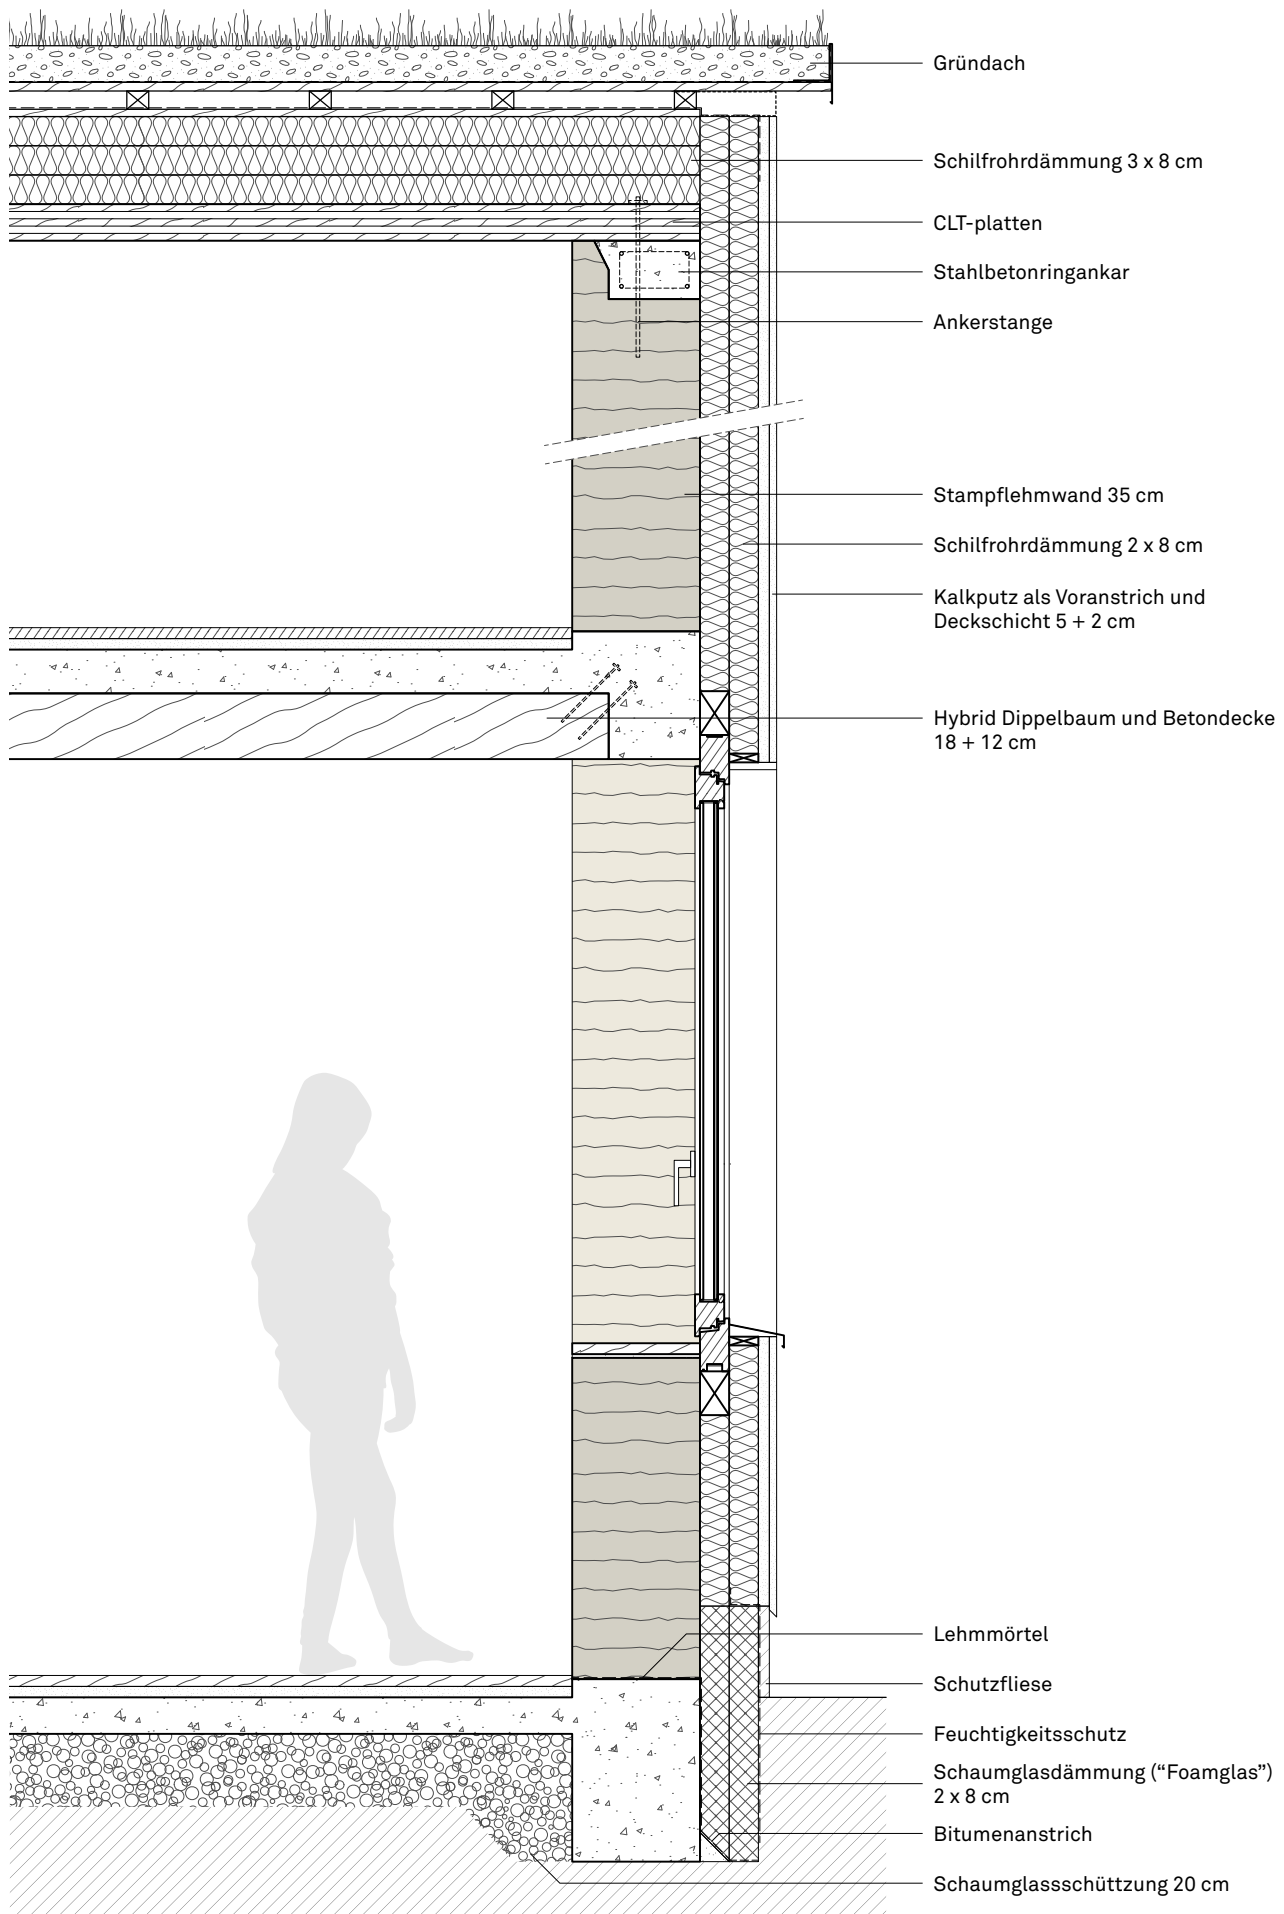 Gründach
Schilfrohrdämmung 3 x 8 cm
CLT-platten
Stahlbetonringankar
Ankerstange
Stampflehmwand 35 cm
Schilfrohrdämmung 2 x 8 cm
Kalkputz als Voranstrich und
Deckschicht 5 + 2 cm
Hybrid Dippelbaum und Betondecke
18 + 12 cm
Lehmmörtel
Schutzfliese
Feuchtigkeitsschutz
Schaumglasdämmung (“Foamglas”)
2 x 8 cm
Bitumenanstrich
Schaumglassschüttzung 20 cm